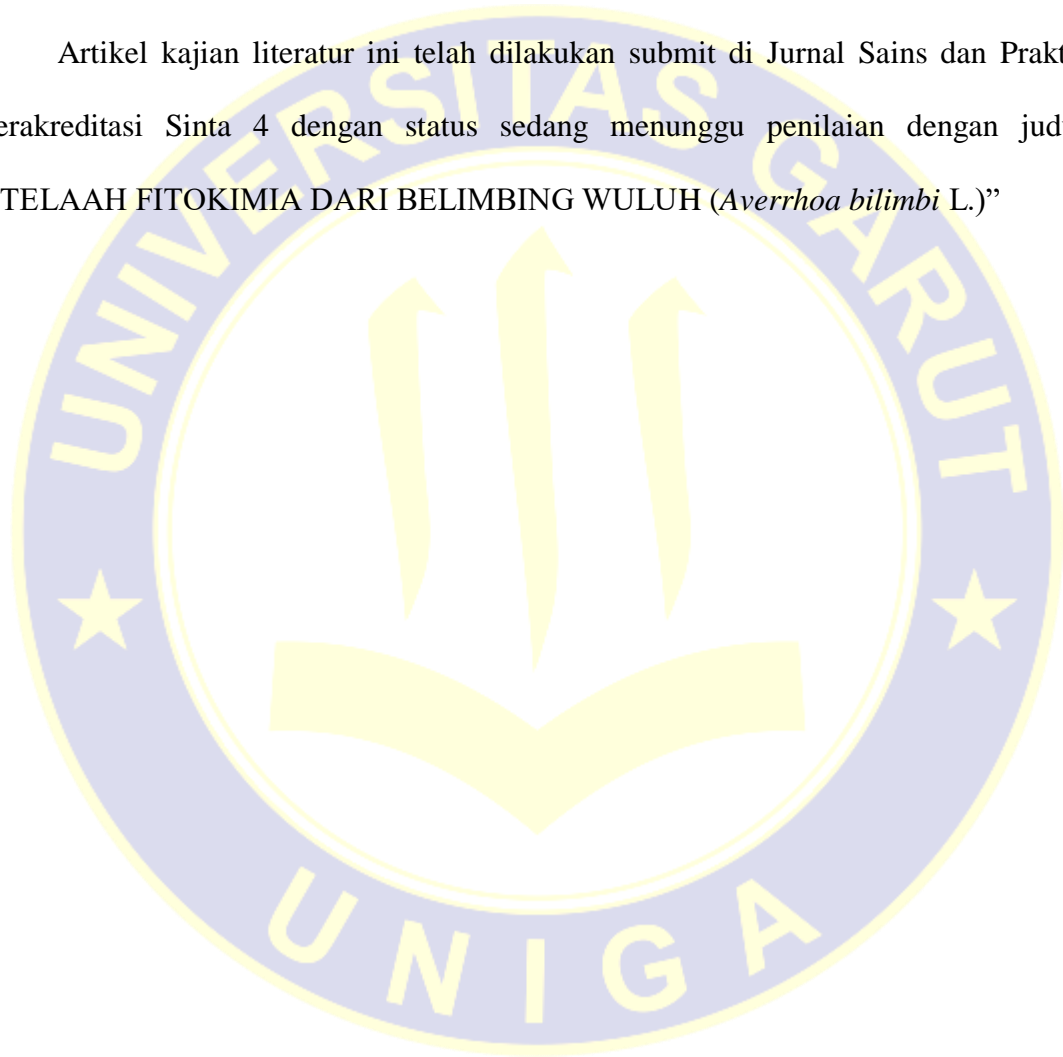 Artikel kajian literatur ini telah dilakukan submit di Jurnal Sains dan Prakt
erakreditasi Sinta 4 dengan status sedang menunggu penilaian dengan jud
TELAAH FITOKIMIA DARI BELIMBING WULUH (Averrhoa bilimbi L.)”
UNIVERSITAS GARUT
UNIGA